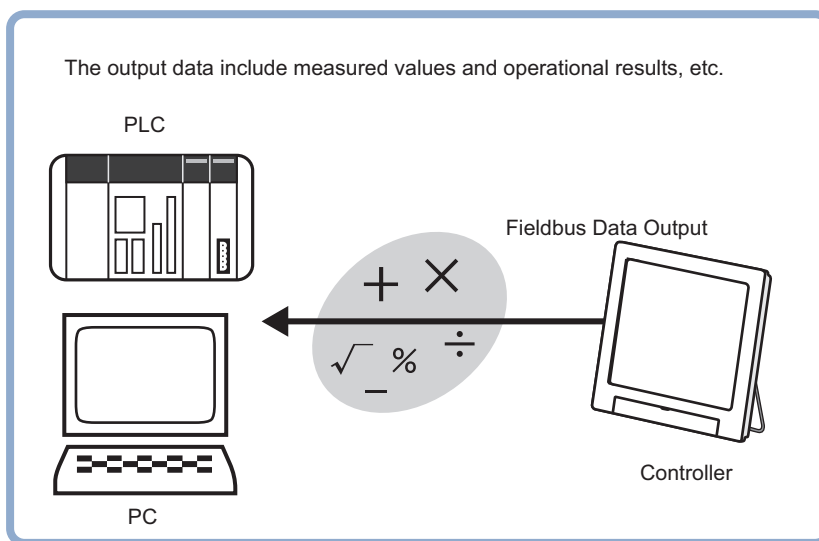 The output data include measured values and operational results, etc.
PLC
Fieldbus Data Output
+ ×
√ % ÷
−
Controller
PC